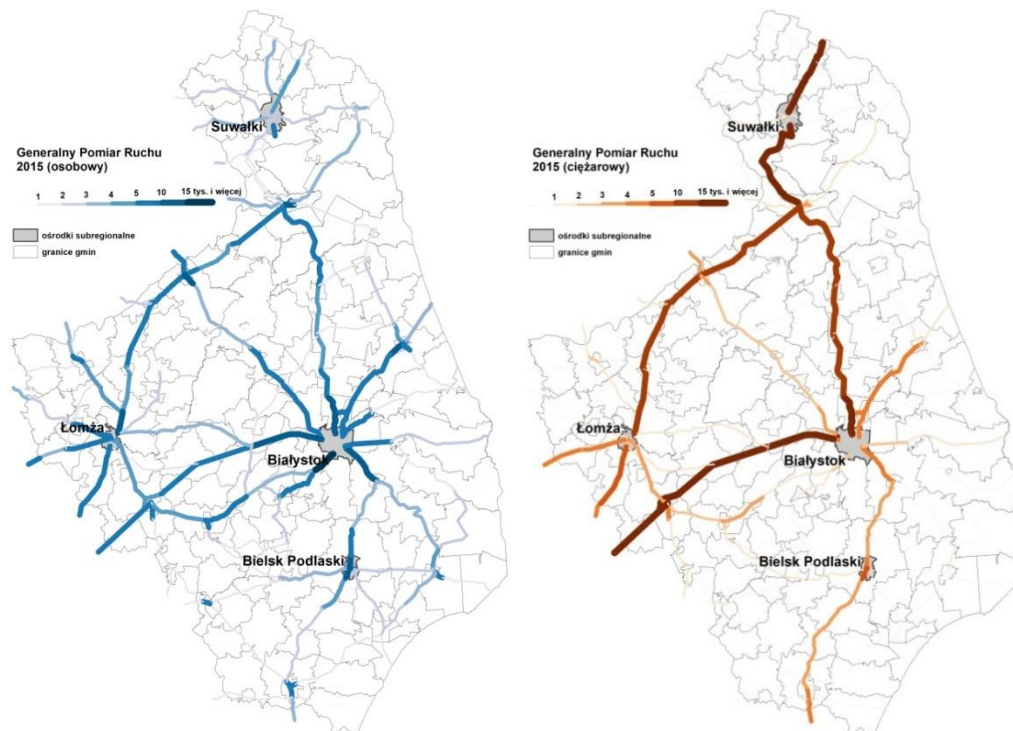 Suwałki
Generalny Pomiar Ruchu
2015 (osobowy)
1 2 3 4 5 10 15 tys. i więcej
ośrodki subregionalne
granice gmin
Łomża
Białystok
Bielsk Podlaski
Suwałki
Generalny Pomiar Ruchu
2015 (ciężarowy)
1 2 3 4 5 10 15 tys. i więcej
ośrodki subregionalne
granice gmin
Łomża
Białystok
Bielsk Podlaski